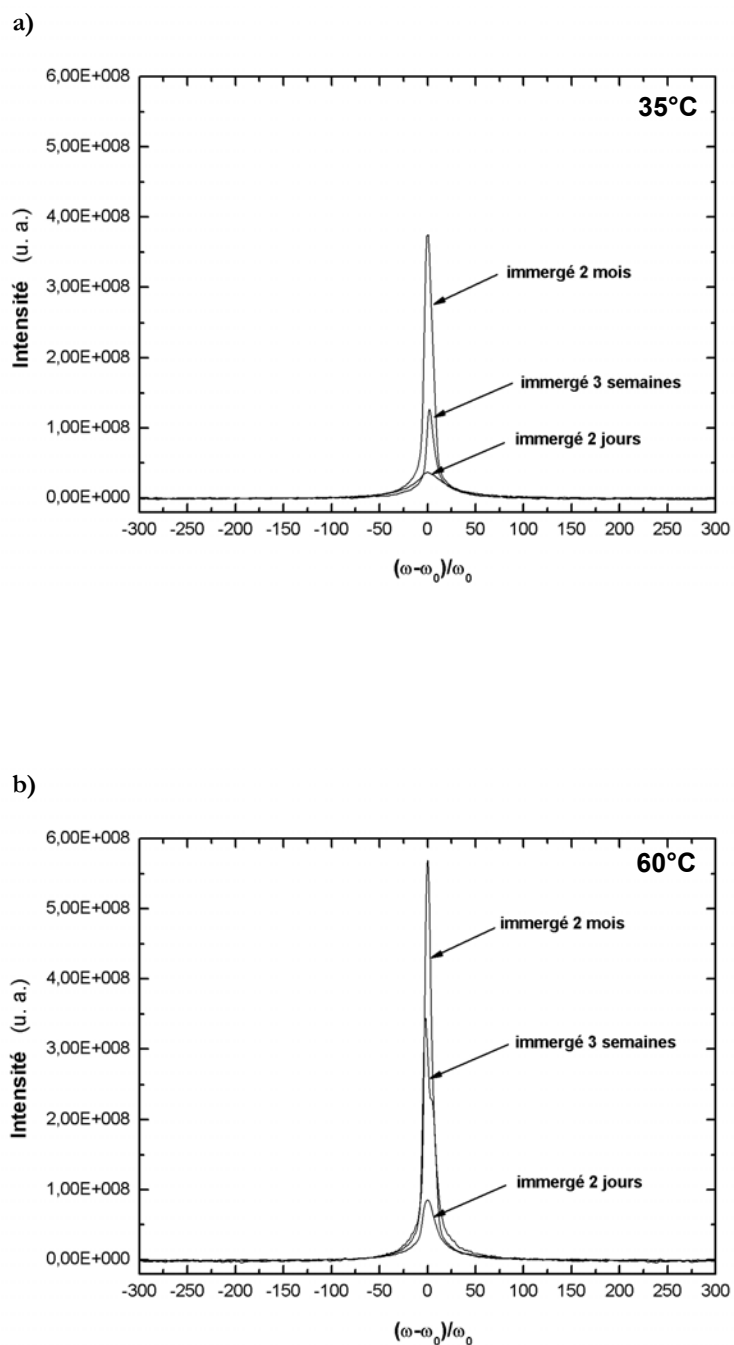 a)
35°C
6,00E+008
5,00E+008
4,00E+008
3,00E+008
2,00E+008
1,00E+008
0,00E+000
Intensité (u. a.)
immergé 2 mois
immergé 3 semaines
immergé 2 jours
-300 -250 -200 -150 -100 -50 0 50 100 150 200 250 300
(ω-ω₀)/ω₀
b)
60°C
6,00E+008
5,00E+008
4,00E+008
3,00E+008
2,00E+008
1,00E+008
0,00E+000
Intensité (u. a.)
immergé 2 mois
immergé 3 semaines
immergé 2 jours
-300 -250 -200 -150 -100 -50 0 50 100 150 200 250 300
(ω-ω₀)/ω₀